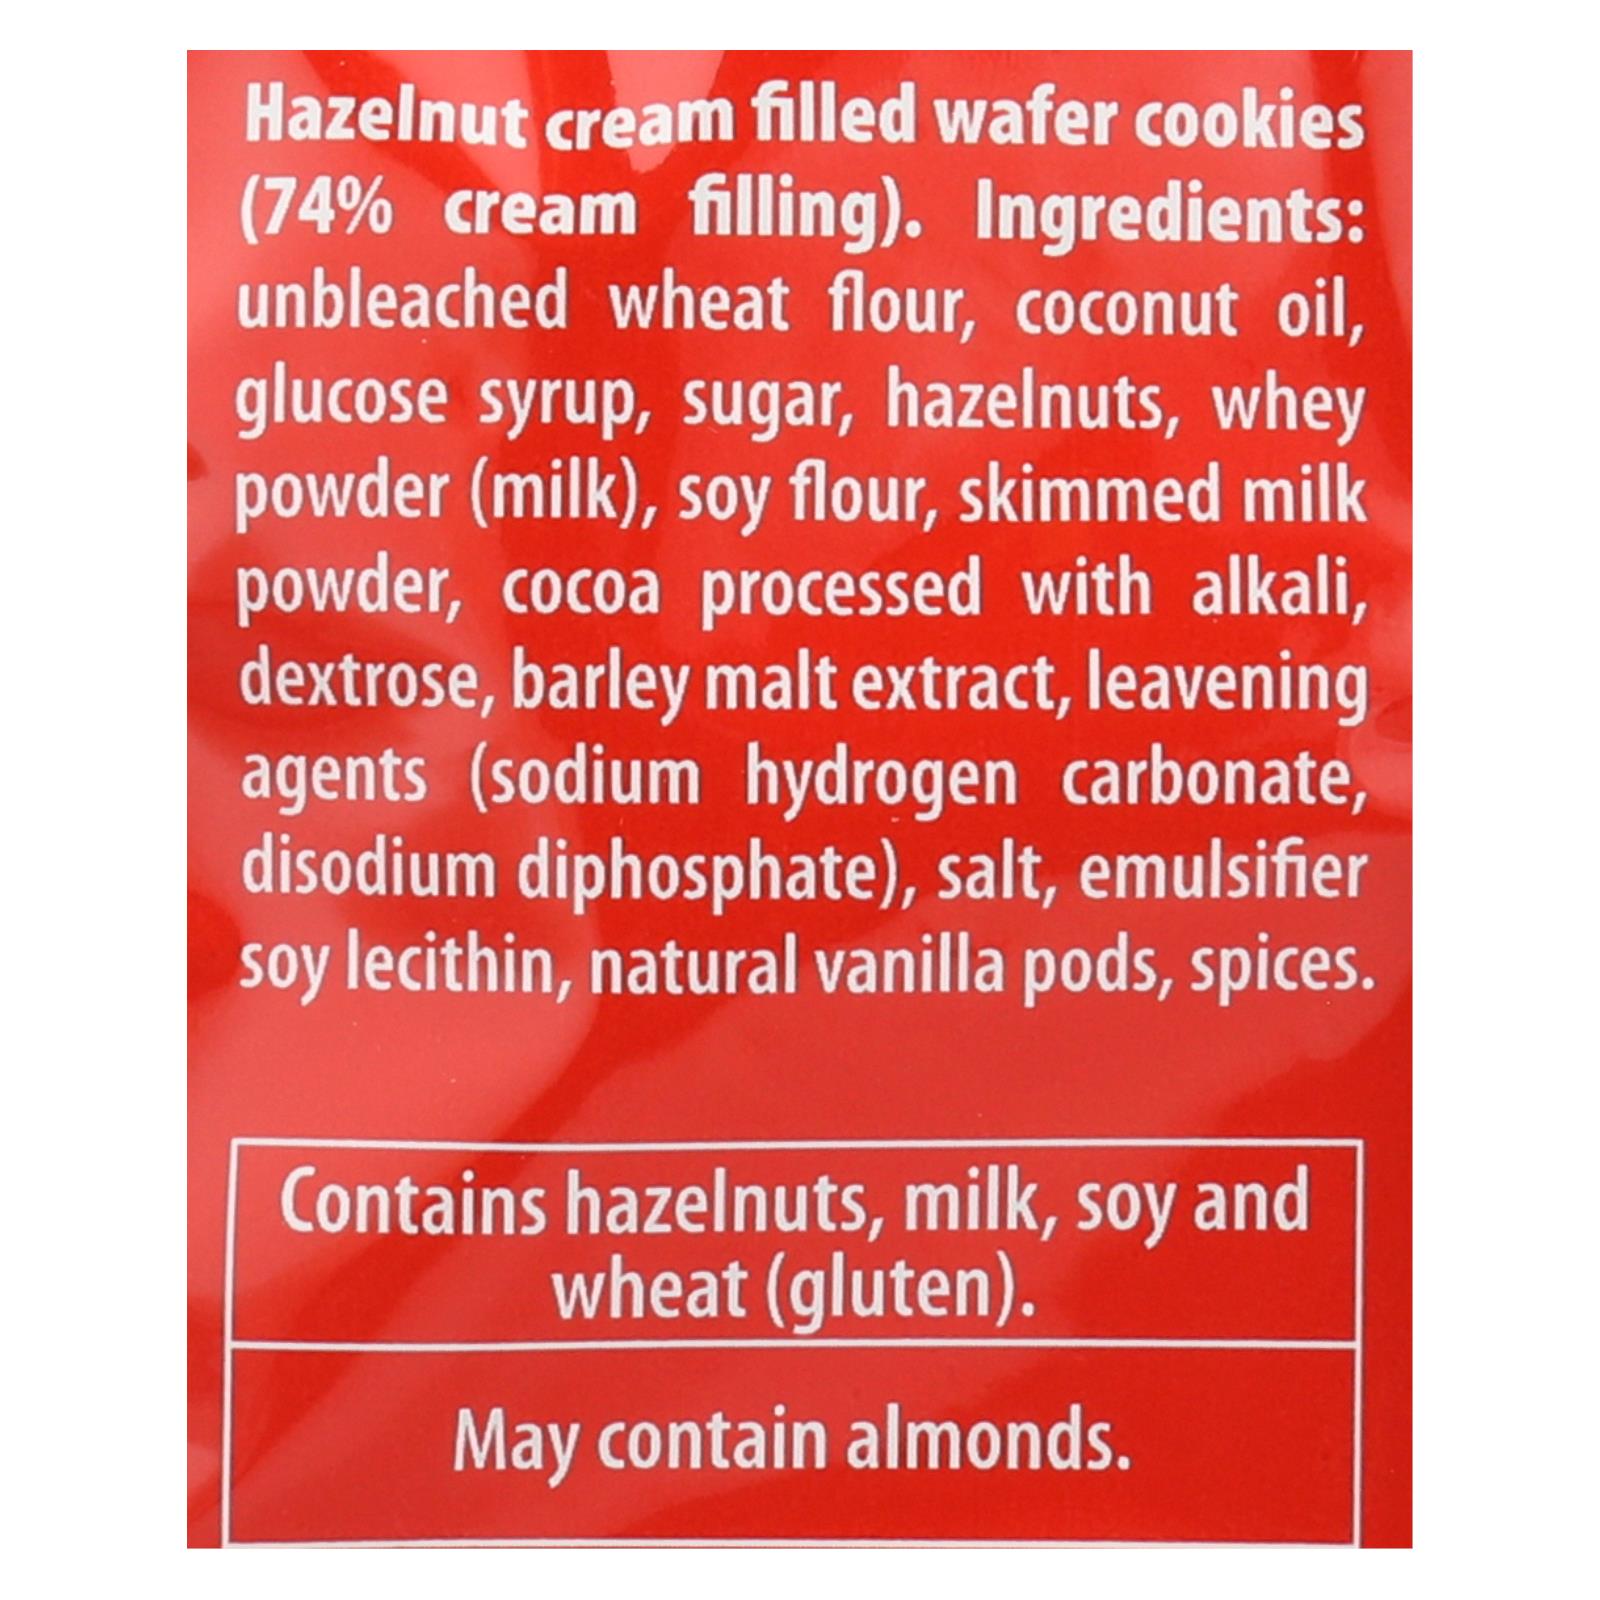 Hazelnut cream filled wafer cookies
(74% cream filling). Ingredients:
unbleached wheat flour, coconut oil,
glucose syrup, sugar, hazelnuts, whey
powder (milk), soy flour, skimmed milk
powder, cocoa processed with alkali,
dextrose, barley malt extract, leavening
agents (sodium hydrogen carbonate,
disodium diphosphate), salt, emulsifier
soy lecithin, natural vanilla pods, spices.
Contains hazelnuts, milk, soy and
wheat (gluten).
May contain almonds.